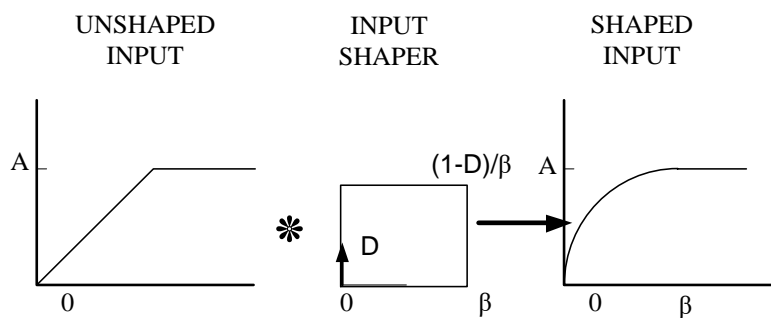 UNSHAPED
INPUT
INPUT
SHAPER
SHAPED
INPUT
A
0
*
D
(1-D)/β
0
β
A
0
β